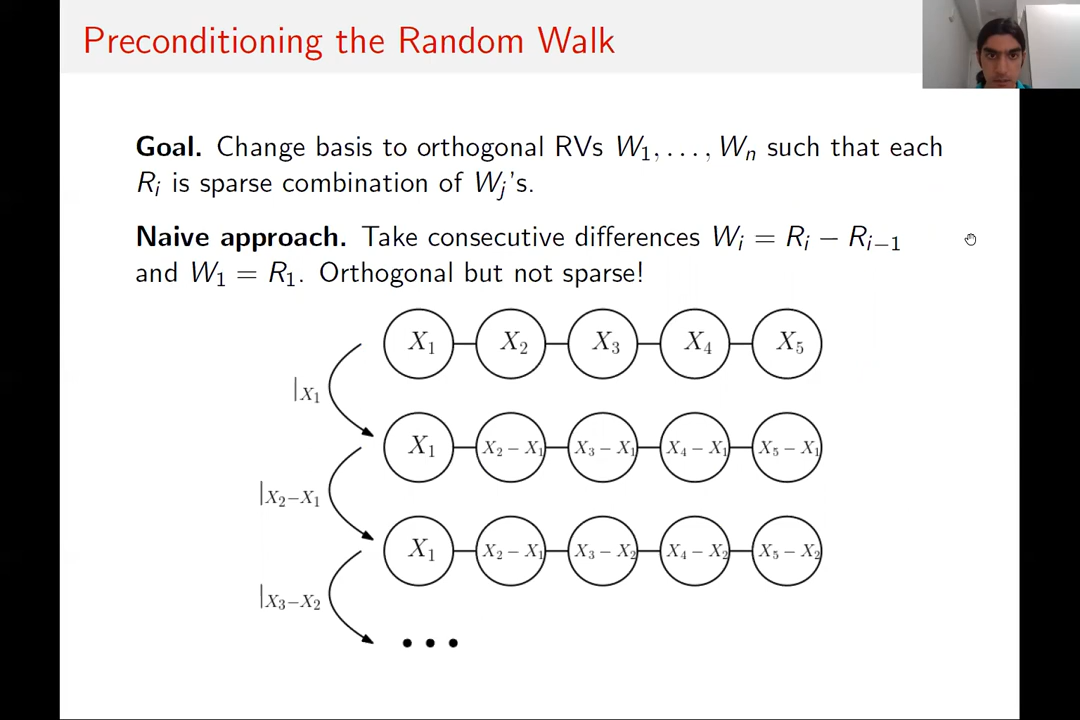 Preconditioning the Random Walk
Goal. Change basis to orthogonal RVs W₁, . . . , Wₙ such that each
Rᵢ is sparse combination of Wⱼ's.
Naive approach. Take consecutive differences Wᵢ = Rᵢ − Rᵢ₋₁
and W₁ = R₁. Orthogonal but not sparse!
X₁ X₂ X₃ X₄ X₅
|X₁
X₁ X₂ − X₁ X₃ − X₁ X₄ − X₁ X₅ − X₁
|X₂−X₁
X₁ X₂ − X₁ X₃ − X₂ X₄ − X₂ X₅ − X₂
|X₃−X₂
• • •